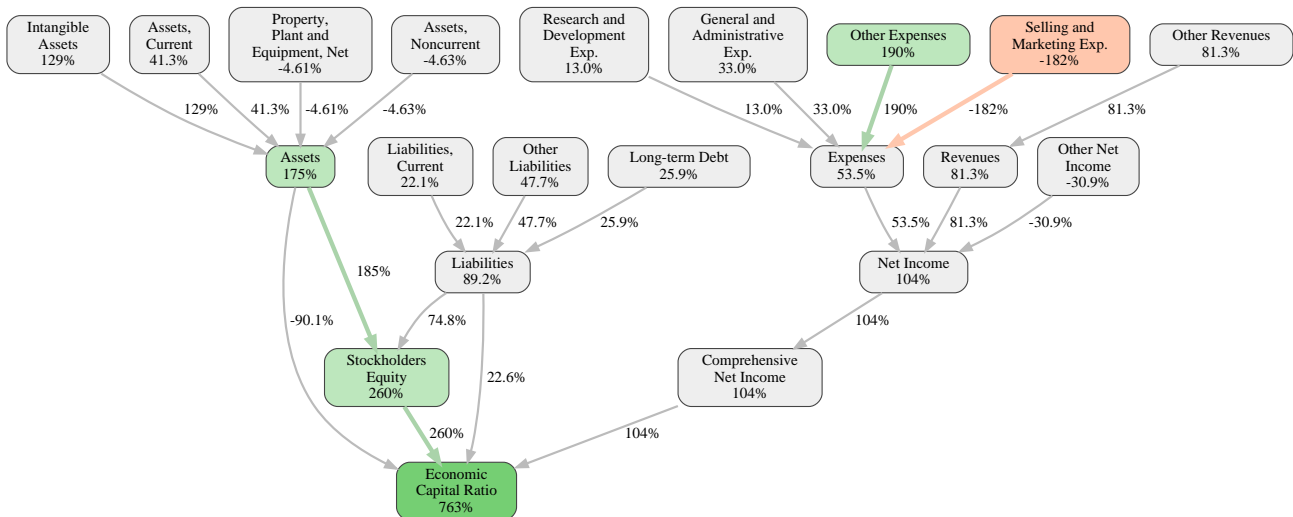 Intangible
Assets
129%
Assets,
Current
41.3%
Property,
Plant and
Equipment, Net
-4.61%
Assets,
Noncurrent
-4.63%
Research and
Development
Exp.
13.0%
General and
Administrative
Exp.
33.0%
Other Expenses
190%
Selling and
Marketing Exp.
-182%
Other Revenues
81.3%
129%
41.3%
-4.61%
-4.63%
13.0%
33.0%
190%
-182%
81.3%
Assets
175%
Liabilities,
Current
22.1%
Other
Liabilities
47.7%
Long-term Debt
25.9%
Expenses
53.5%
Revenues
81.3%
Other Net
Income
-30.9%
22.1%
47.7%
25.9%
53.5%
81.3%
-30.9%
185%
Liabilities
89.2%
Net Income
104%
-90.1%
74.8%
104%
Stockholders
Equity
260%
22.6%
Comprehensive
Net Income
104%
260%
104%
Economic
Capital Ratio
763%